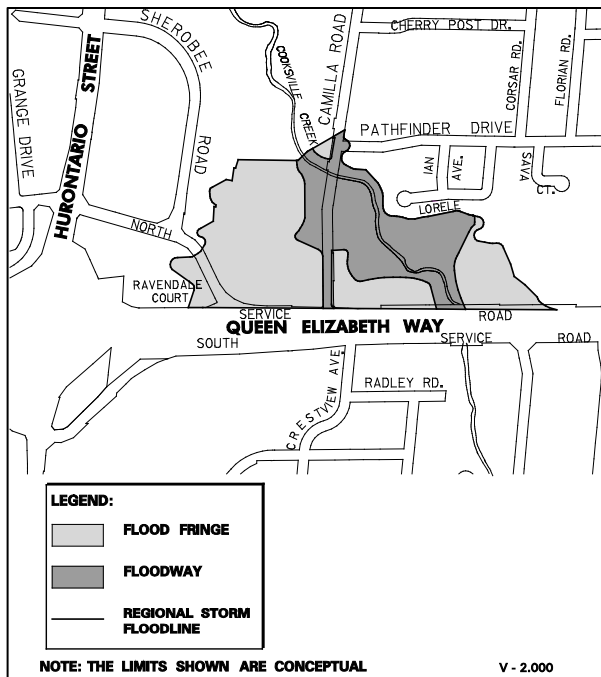 SHEROBEE
ROAD
GRANGE DRIVE
HURONTARIO STREET
COOKSVILLE CREEK
CAMILLA ROAD
CHERRY POST DR.
CORSAR RD.
FLORIAN RD.
PATHFINDER DRIVE
IAN AVE.
SAVA CT.
LORELE
NORTH
RAVENDALE
COURT
SERVICE ROAD
QUEEN ELIZABETH WAY
SOUTH SERVICE ROAD
CRESTVIEW AVE.
RADLEY RD.
LEGEND:
FLOOD FRINGE
FLOODWAY
REGIONAL STORM
FLOODLINE
NOTE: THE LIMITS SHOWN ARE CONCEPTUAL
V - 2.000